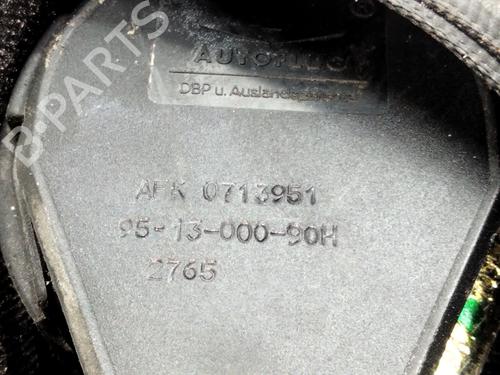 AUTOFLUG
DBP u. Auslandspatente
AFK 0713951
95-13-000-90H
2765
B-PARTS